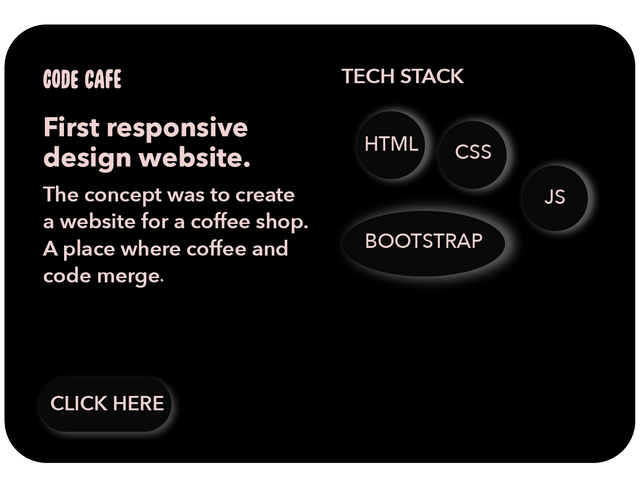 CODE CAFE
First responsive
design website.
The concept was to create
a website for a coffee shop.
A place where coffee and
code merge.
CLICK HERE
TECH STACK
HTML
CSS
JS
BOOTSTRAP